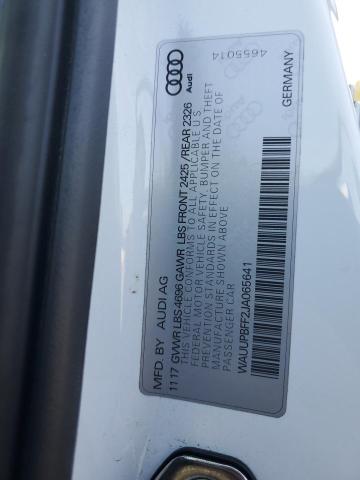 MFD. BY AUDI AG
11 17 GVWR LBS 4696 GAWR LBS FRONT 2425 /REAR 2326
THIS VEHICLE CONFORMS TO ALL APPLICABLE U S
FEDERAL MOTOR VEHICLE SAFETY, BUMPER AND THEFT
PREVENTION STANDARDS IN EFFECT ON THE DATE OF
MANUFACTURE SHOWN ABOVE
PASSENGER CAR
WAUUPBFF2JA065641
GERMANY
Audi
4655014